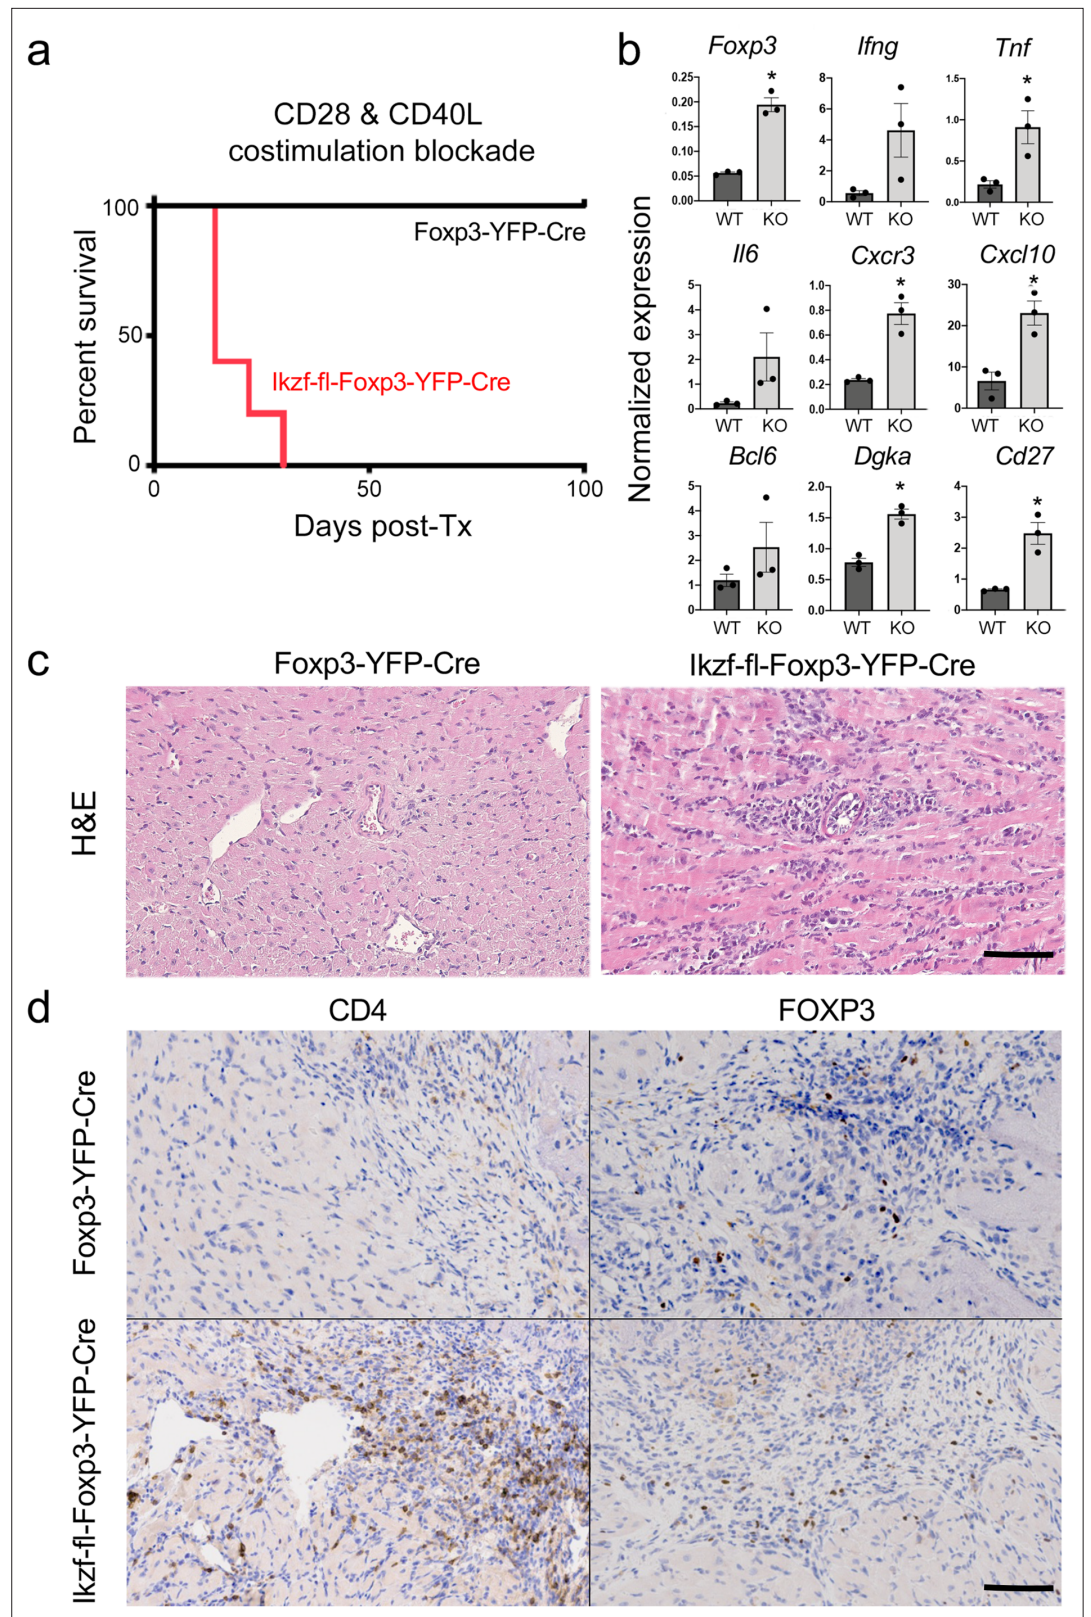 a
CD28 & CD40L
costimulation blockade
Percent survival
100
50
0
Foxp3-YFP-Cre
Ikzf-fl-Foxp3-YFP-Cre
0
50
100
Days post-Tx
b
Normalized expression
Foxp3
*
0.25
0.20
0.15
0.10
0.05
0.00
WT
KO
Ifng
8
6
4
2
0
WT
KO
Tnf
*
1.5
1.0
0.5
0.0
WT
KO
Il6
5
4
3
2
1
0
WT
KO
Cxcr3
*
1.0
0.8
0.6
0.4
0.2
0.0
WT
KO
Cxcl10
*
30
20
10
0
WT
KO
Bcl6
5
4
3
2
1
0
WT
KO
Dgka
*
2.0
1.5
1.0
0.5
0.0
WT
KO
Cd27
*
4
3
2
1
0
WT
KO
c
Foxp3-YFP-Cre
Ikzf-fl-Foxp3-YFP-Cre
H&E
d
CD4
FOXP3
Foxp3-YFP-Cre
Ikzf-fl-Foxp3-YFP-Cre